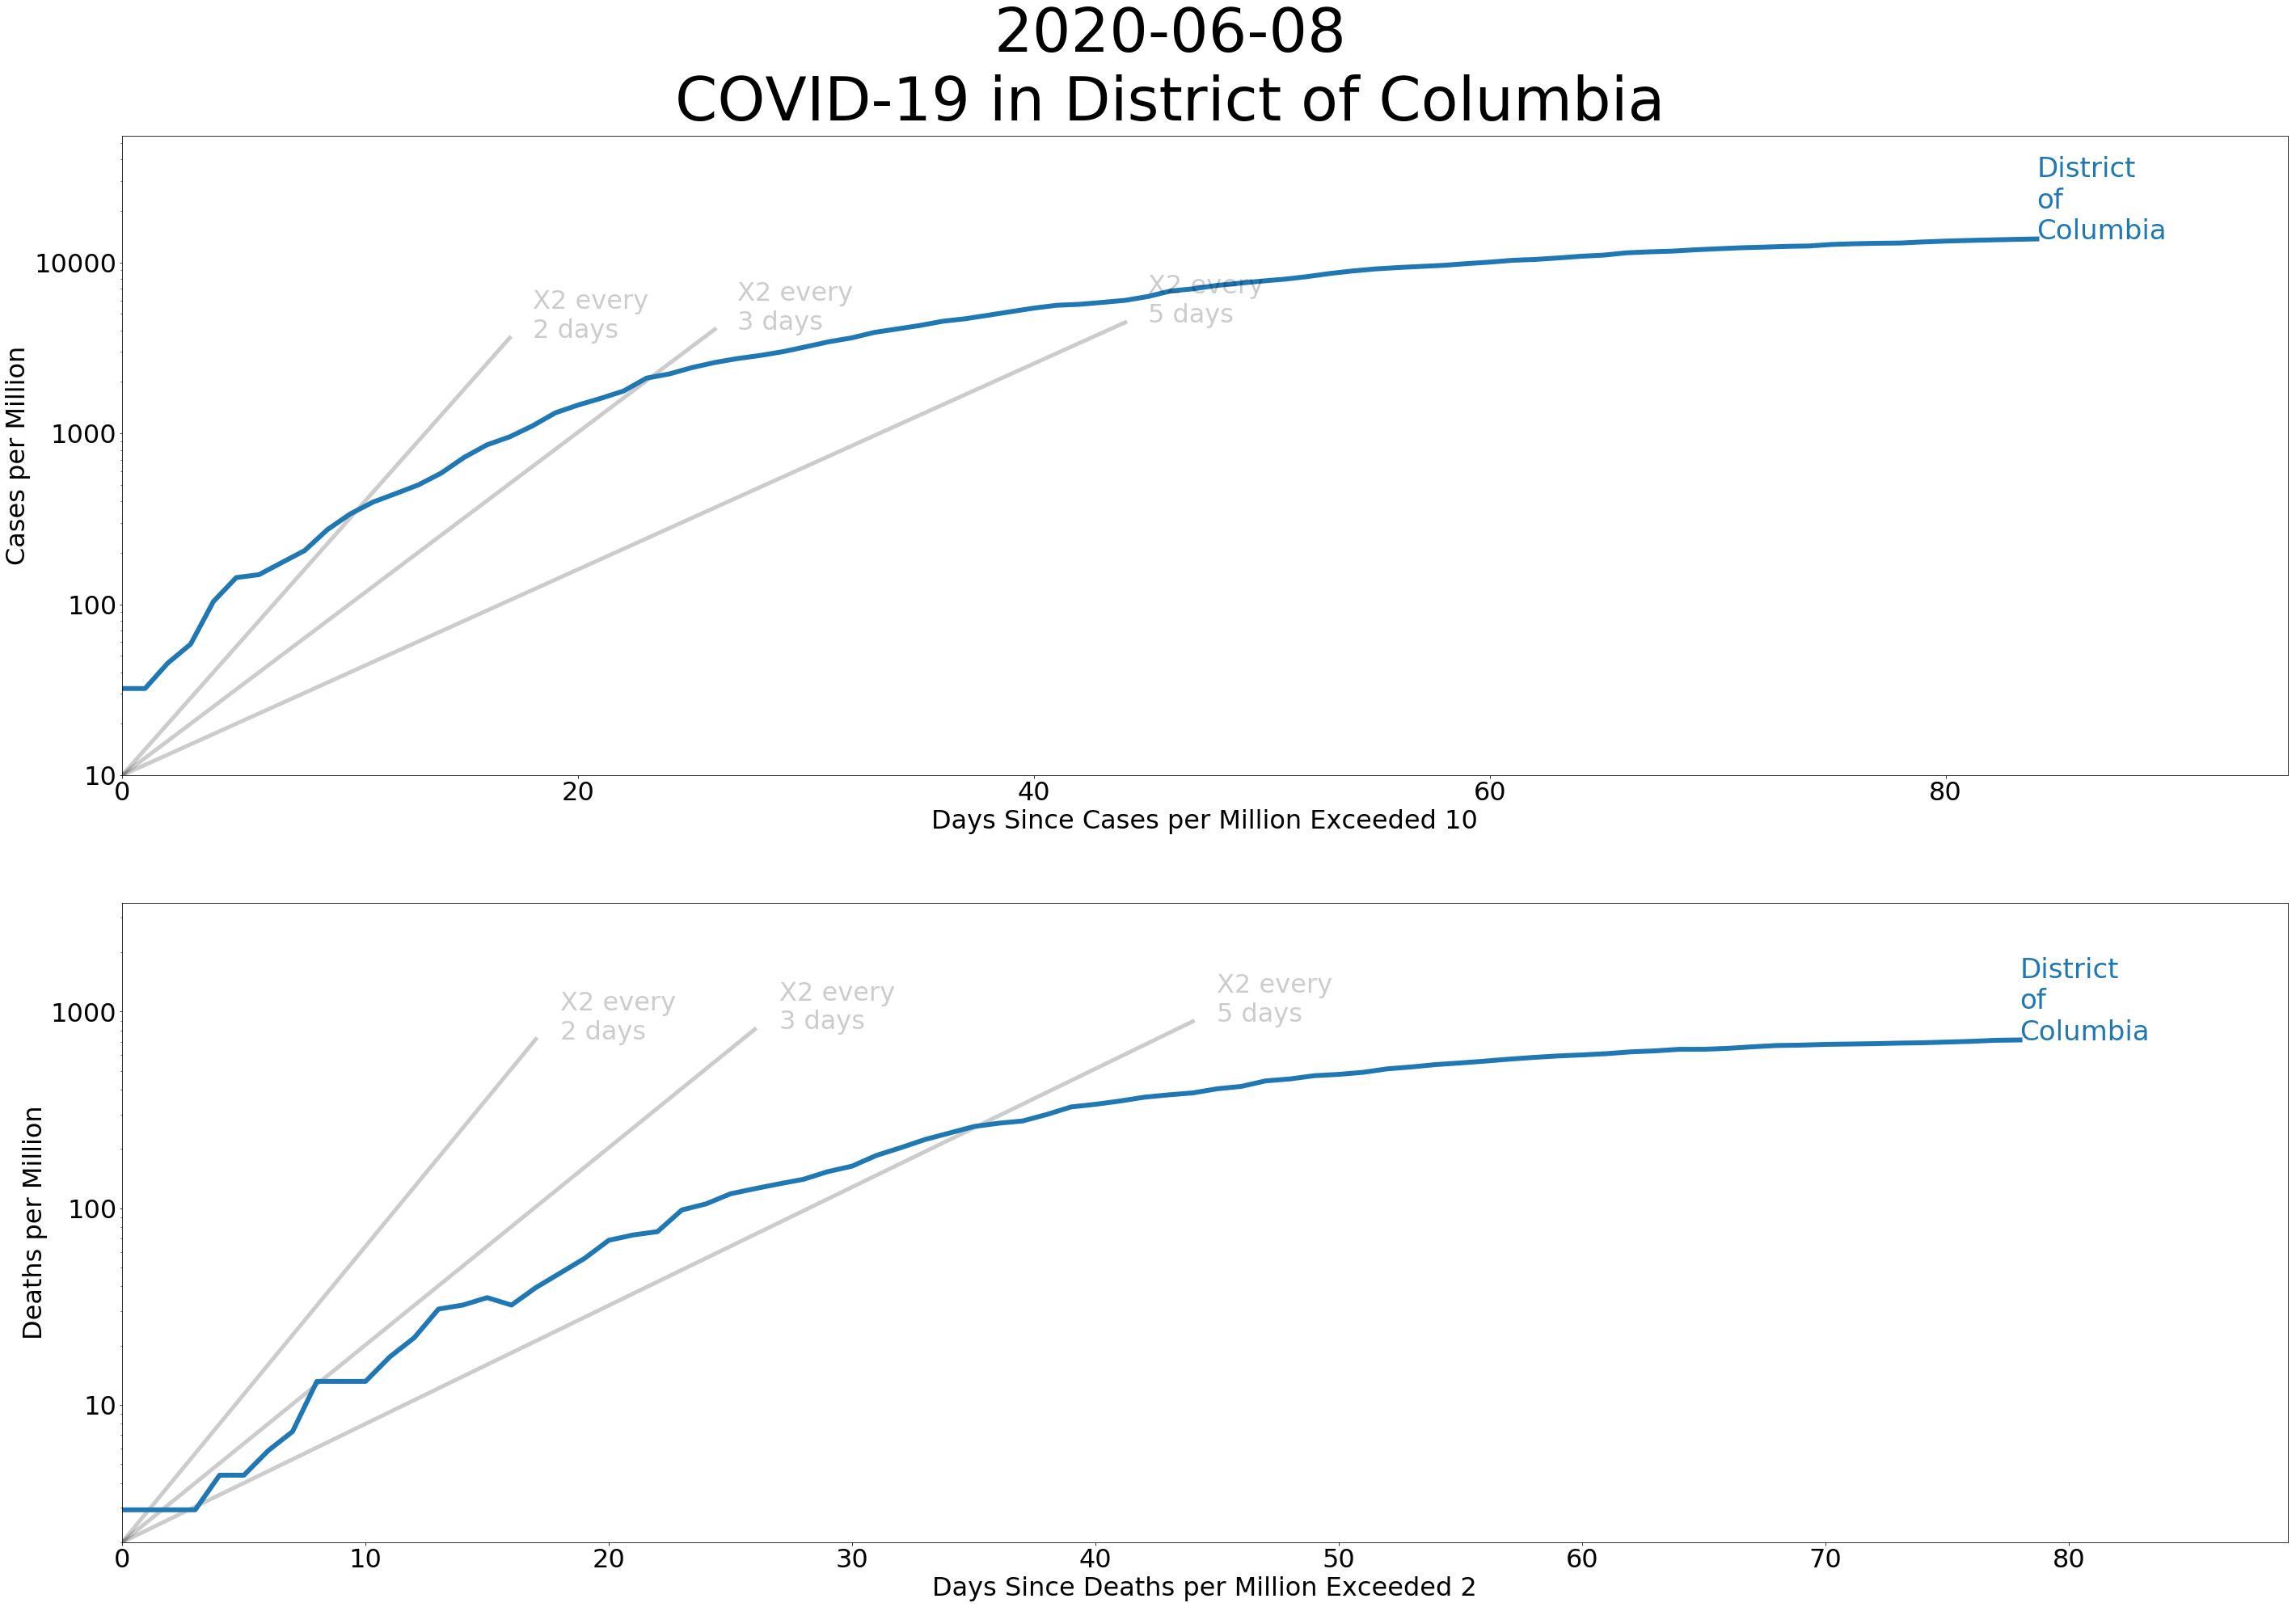 2020-06-08
COVID-19 in District of Columbia
District
of
Columbia
10000
X2 every
2 days
X2 every
3 days
X2 every
5 days
Cases per Million
1000
100
10
0
20
40
60
80
Days Since Cases per Million Exceeded 10
District
of
Columbia
X2 every
2 days
X2 every
3 days
X2 every
5 days
1000
Deaths per Million
100
10
0
10
20
30
40
50
60
70
80
Days Since Deaths per Million Exceeded 2